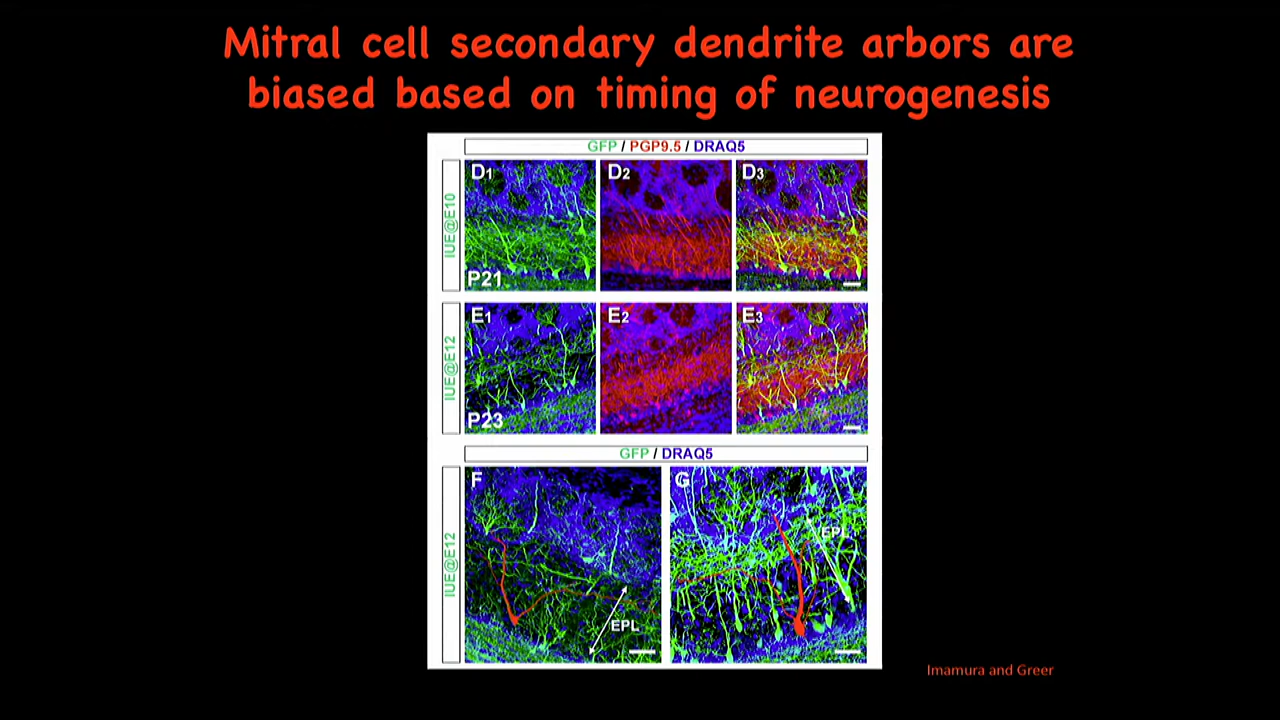 Mitral cell secondary dendrite arbors are
biased based on timing of neurogenesis
GFP / PGP9.5 / DRAQ5
IUE@E10
D1
D2
D3
P21
IUE@E12
E1
E2
E3
P23
GFP / DRAQ5
IUE@E12
F
EPL
G
EPL
Imamura and Greer